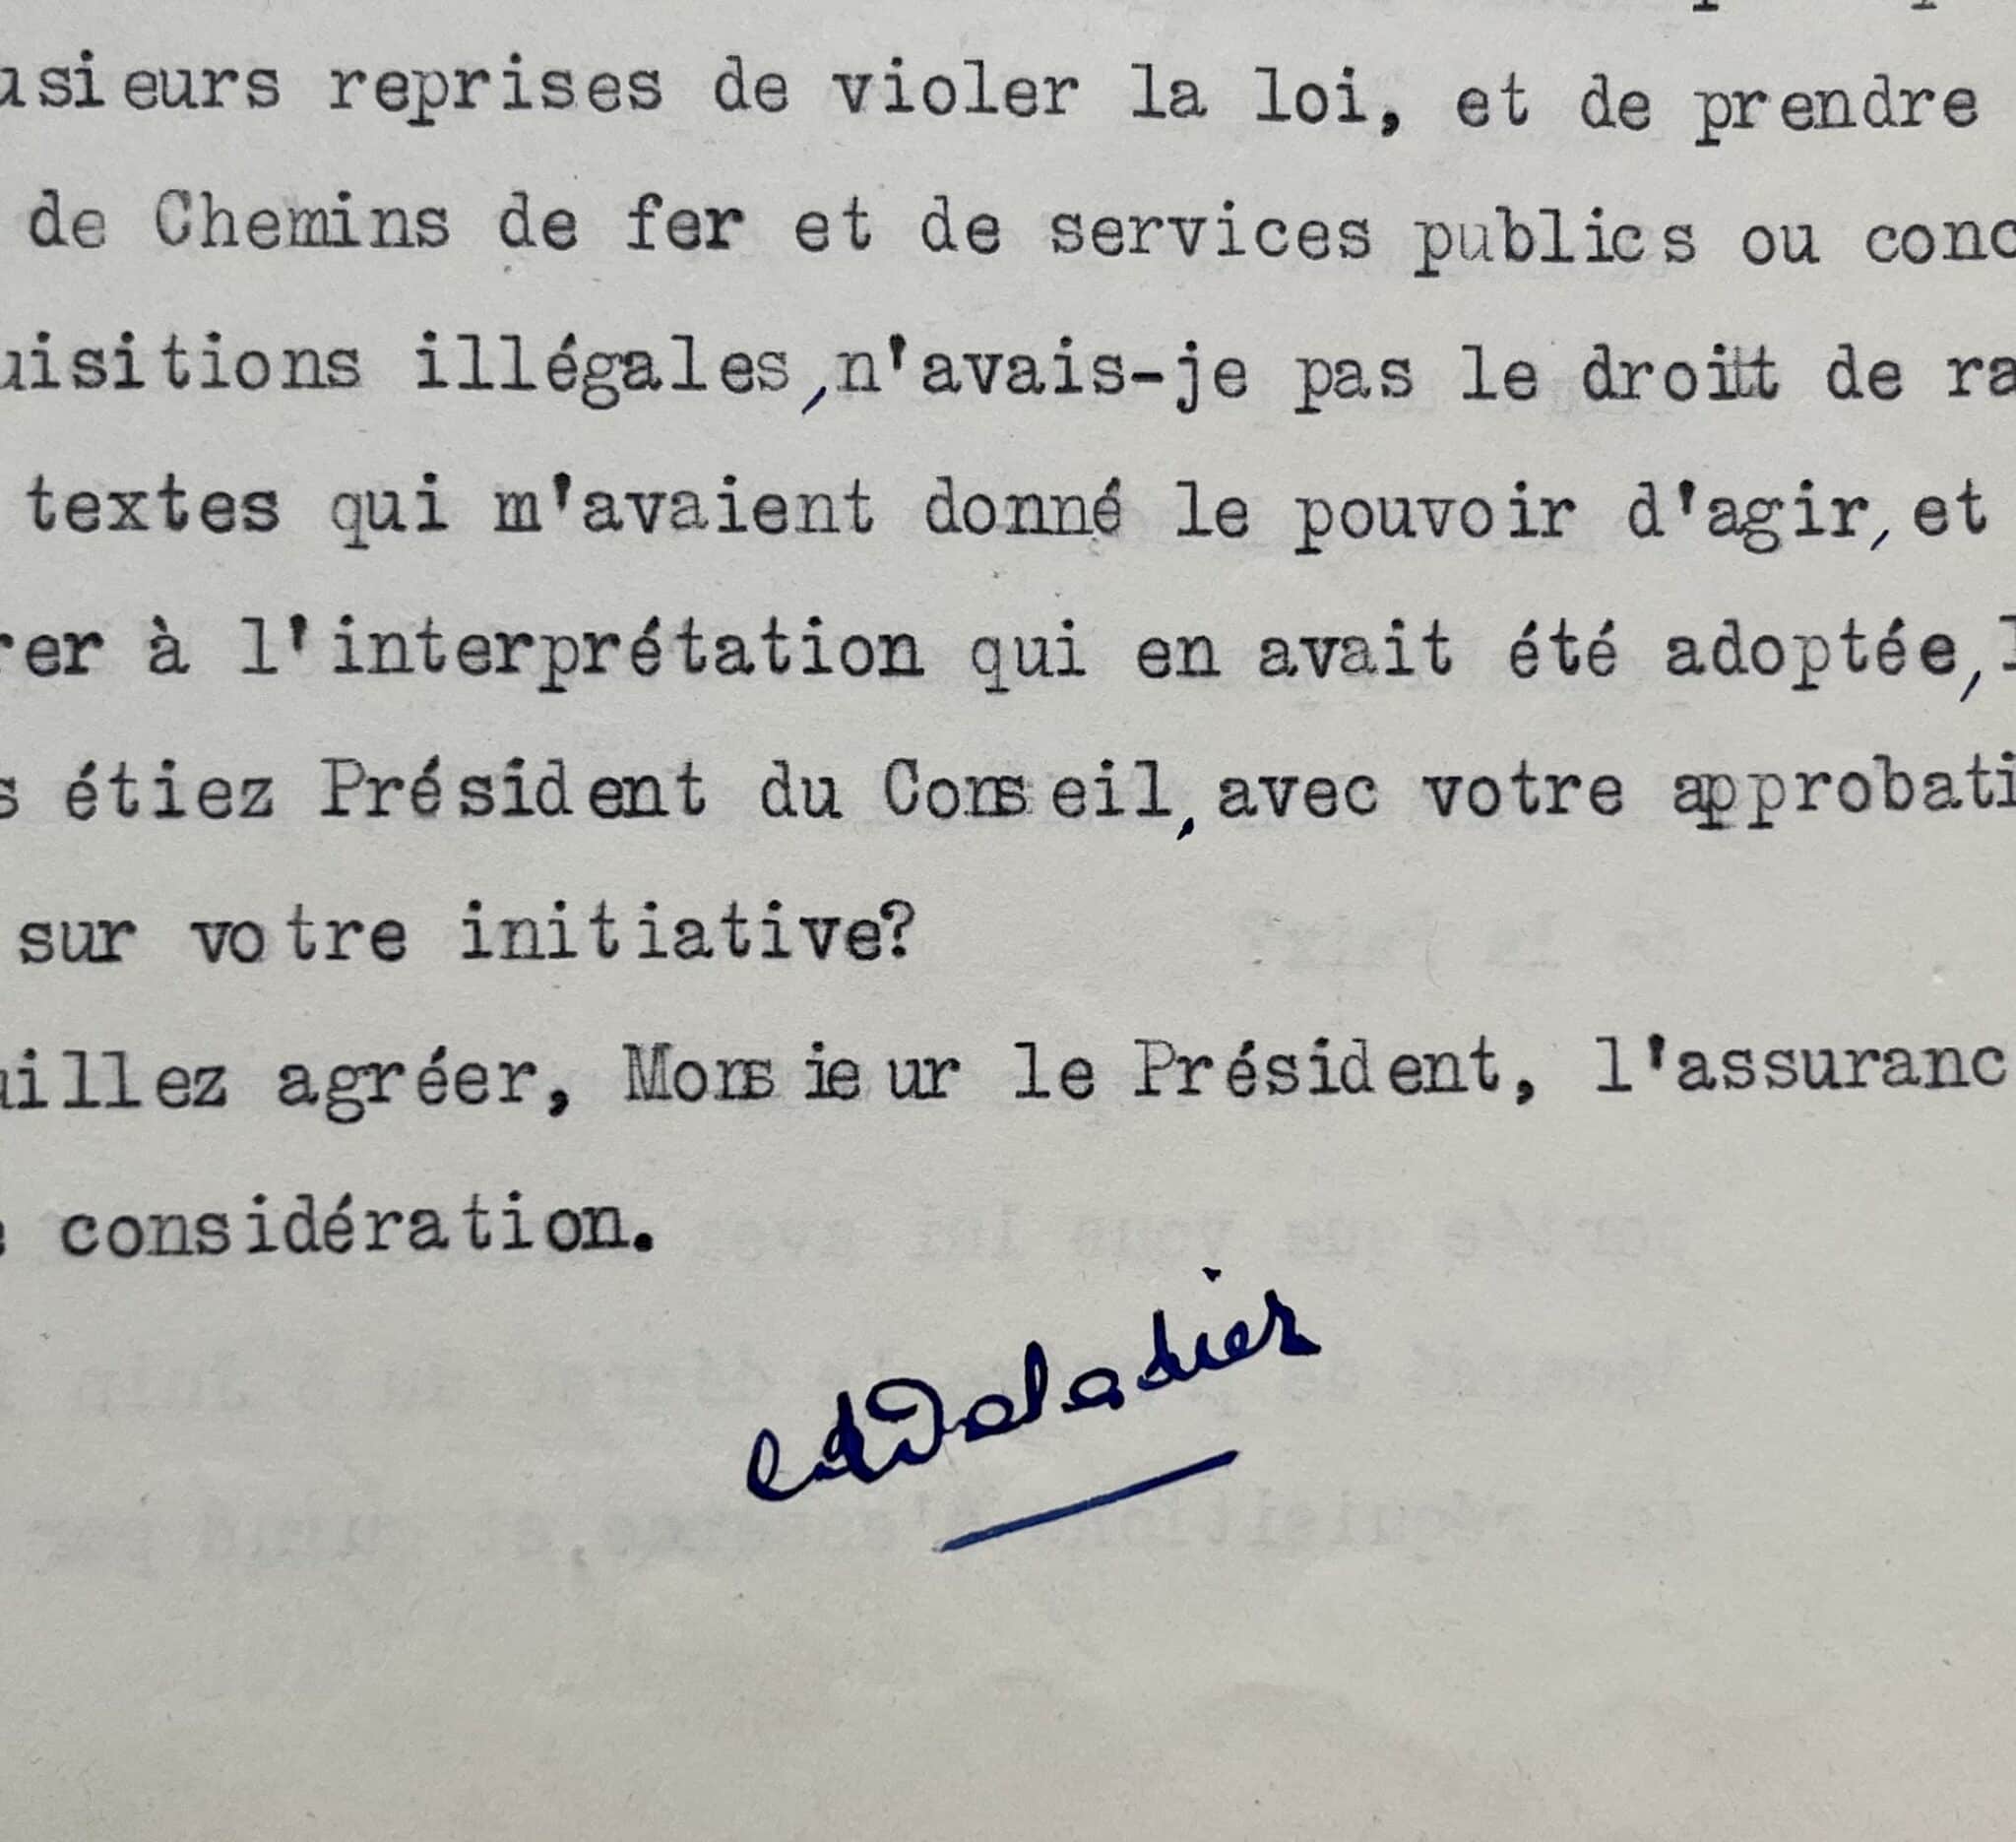 usieurs reprises de violer la loi, et de prendre
de Chemins de fer et de services publics ou conc
uisitions illégales,n'avais-je pas le droit de ra
textes qui m'avaient donné le pouvoir d'agir,et
rer à l'interprétation qui en avait été adoptée,l
s étiez Président du Conseil,avec votre approbati
sur votre initiative?
uillez agréer, Monsieur le Président, l'assuranc
e considération.
EdDaladier